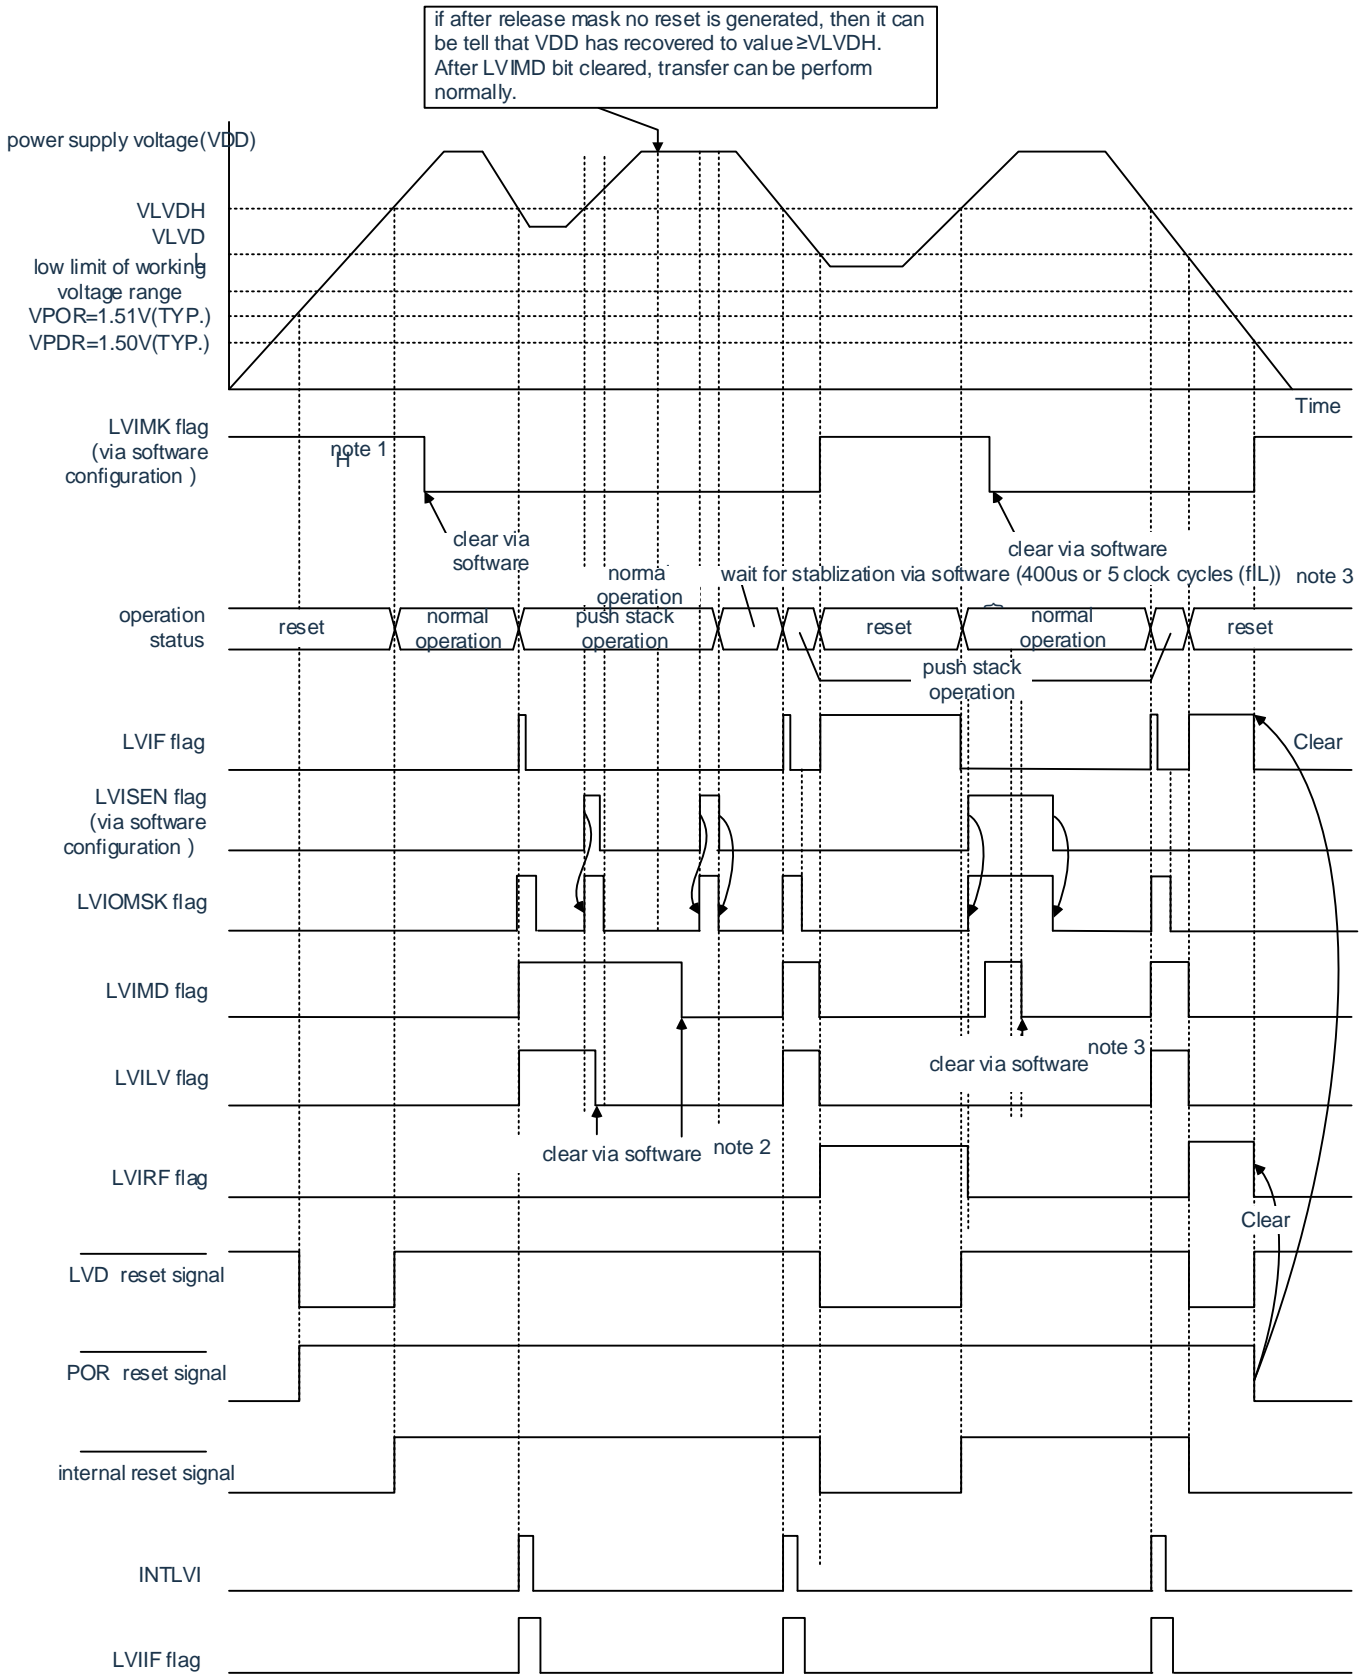 if after release mask no reset is generated, then it can
be tell that VDD has recovered to value≥VLVDH.
After LVIMD bit cleared, transfer can be perform
normally.
power supply voltage(VDD)
VLVDH
VLVD
L
low limit of working
voltage range
VPOR=1.51V(TYP.)
VPDR=1.50V(TYP.)
Time
LVIMK flag
(via software
configuration )
note 1
H
clear via
software
clear via software
norma
operation
wait for stablization via software (400us or 5 clock cycles (fIL))
note 3
operation
status
reset
normal
operation
push stack
operation
reset
normal
operation
reset
push stack
operation
LVIF flag
Clear
LVISEN flag
(via software
configuration )
LVIOMSK flag
LVIMD flag
clear via software
note 3
LVILV flag
clear via software
note 2
LVIRF flag
Clear
LVD reset signal
POR reset signal
internal reset signal
INTLVI
LVIIF flag